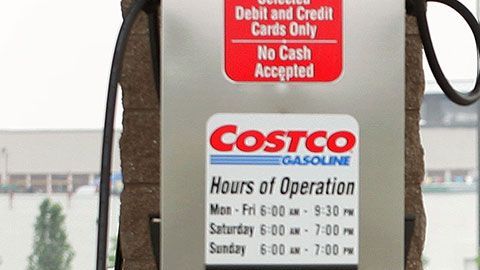 Selected
Debit and Credit
Cards Only
No Cash
Accepted
COSTCO
GASOLINE
Hours of Operation
Mon - Fri 6:00 AM - 9:30 PM
Saturday 6:00 AM - 7:00 PM
Sunday 6:00 AM - 7:00 PM